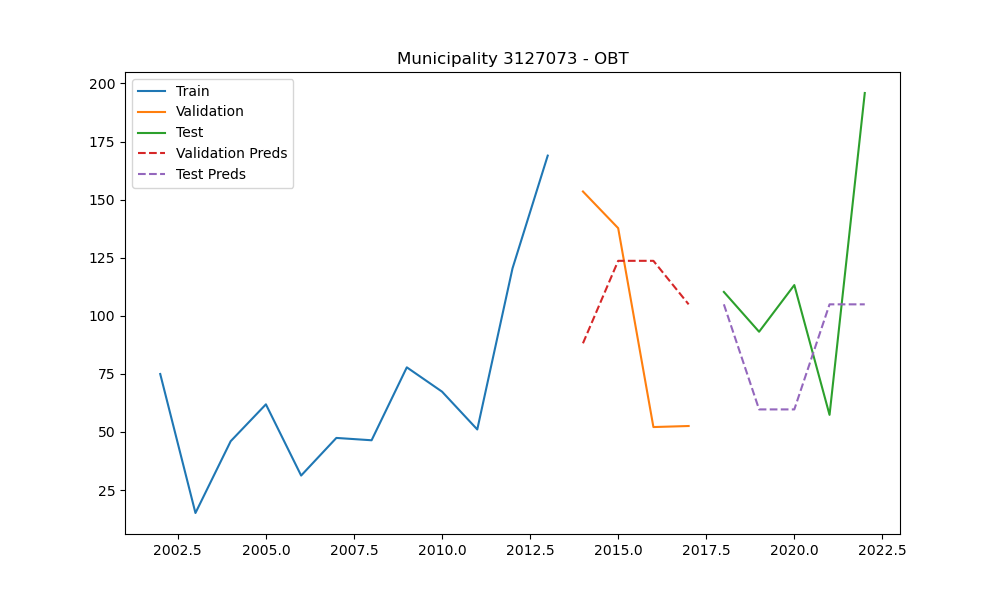 Municipality 3127073 - OBT
Train
Validation
Test
Validation Preds
Test Preds
200
175
150
125
100
75
50
25
2002.5 2005.0 2007.5 2010.0 2012.5 2015.0 2017.5 2020.0 2022.5